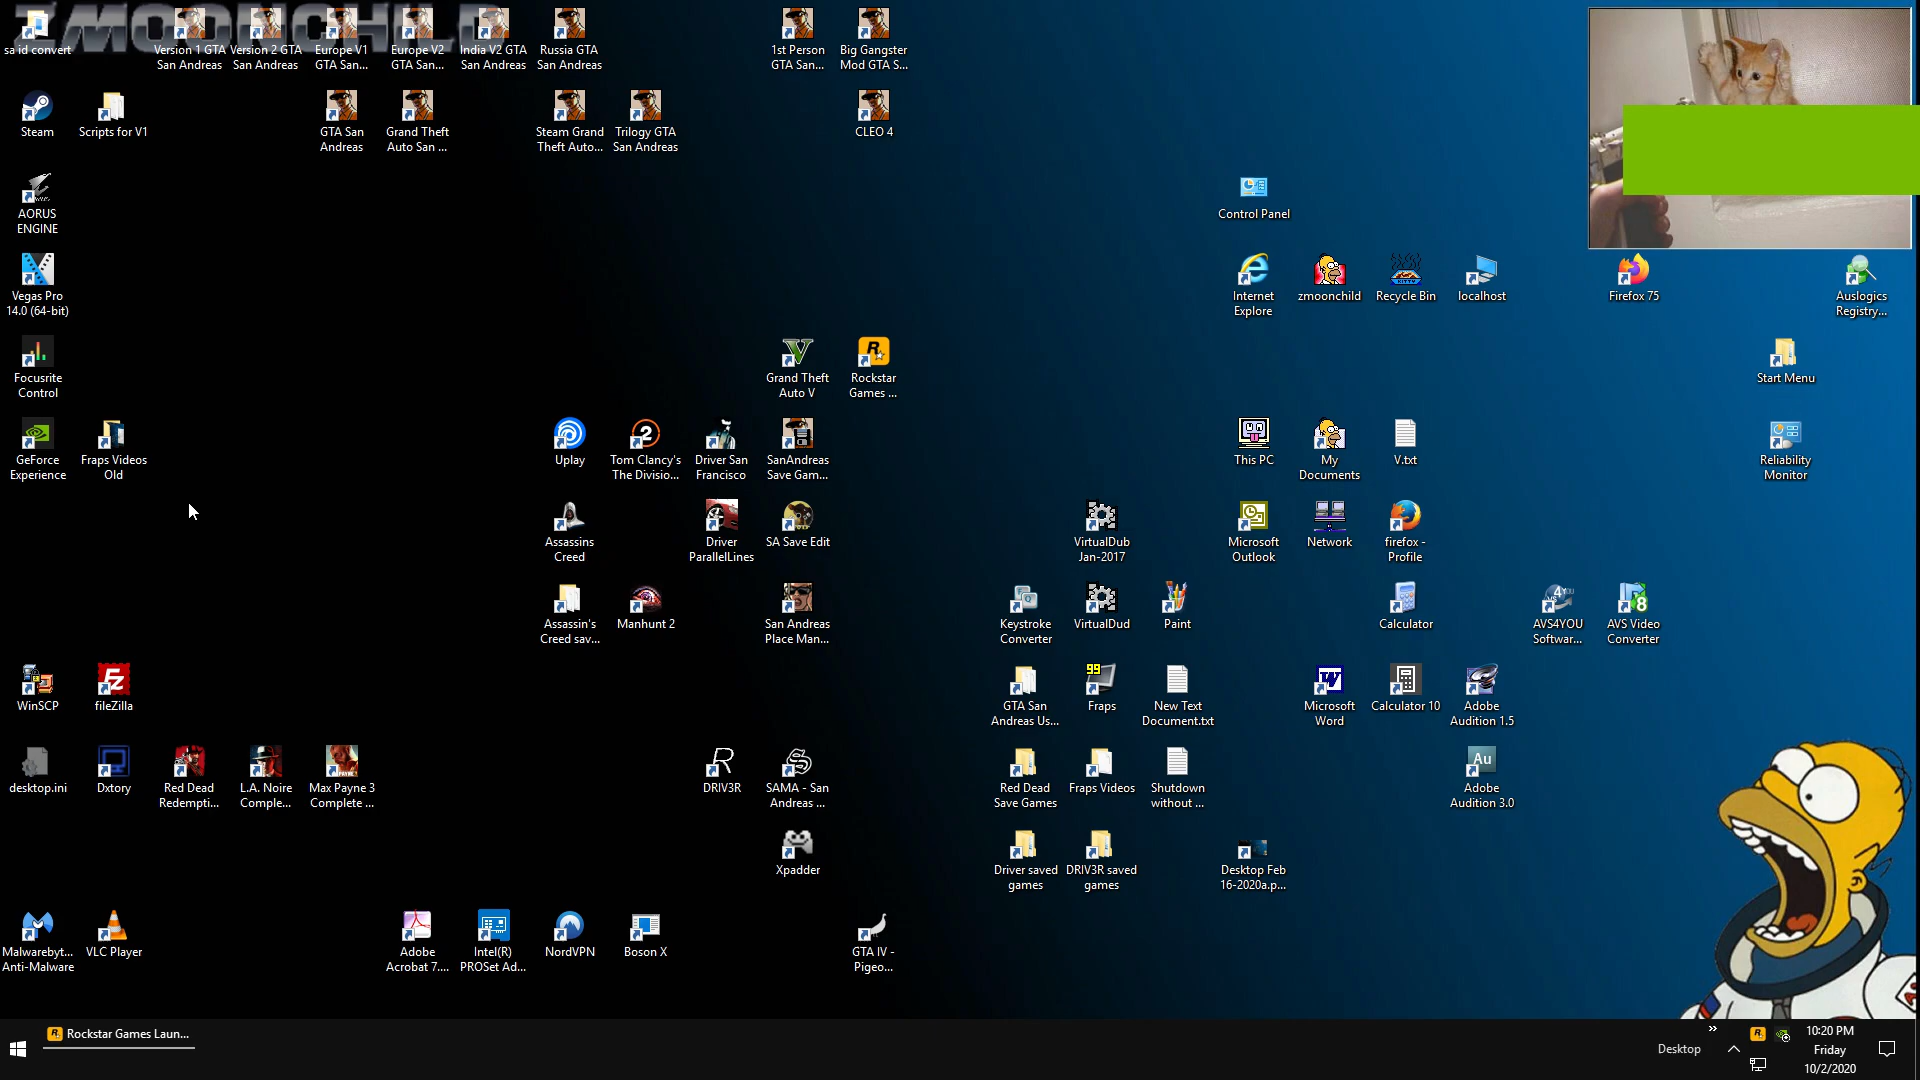 ZMOONCHILD
sa id convert
Version 1 GTA
San Andreas
Version 2 GTA
San Andreas
Europe V1
GTA San...
Europe V2
GTA San...
India V2 GTA
San Andreas
Russia GTA
San Andreas
1st Person
GTA San...
Big Gangster
Mod GTA S...
Steam
Scripts for V1
GTA San
Andreas
Grand Theft
Auto San ...
Steam Grand
Theft Auto...
Trilogy GTA
San Andreas
CLEO 4
AORUS
ENGINE
Control Panel
Vegas Pro
14.0 (64-bit)
Internet
Explore
zmoonchild
Recycle Bin
localhost
Firefox 75
Auslogics
Registry...
Focusrite
Control
Grand Theft
Auto V
Rockstar
Games ...
Start Menu
GeForce
Experience
Fraps Videos
Old
Uplay
Tom Clancy's
The Divisio...
Driver San
Francisco
SanAndreas
Save Gam...
This PC
My
Documents
V.txt
Reliability
Monitor
Assassins
Creed
Driver
ParallelLines
SA Save Edit
VirtualDub
Jan-2017
Microsoft
Outlook
Network
firefox -
Profile
Assassin's
Creed sav...
Manhunt 2
San Andreas
Place Man...
Keystroke
Converter
VirtualDud
Paint
Calculator
AVS4YOU
Softwar...
AVS Video
Converter
WinSCP
fileZilla
GTA San
Andreas Us...
Fraps
New Text
Document.txt
Microsoft
Word
Calculator 10
Adobe
Audition 1.5
desktop.ini
Dxtory
Red Dead
Redempti...
L.A. Noire
Comple...
Max Payne 3
Complete ...
DRIV3R
SAMA - San
Andreas ...
Red Dead
Save Games
Fraps Videos
Shutdown
without ...
Adobe
Audition 3.0
Xpadder
Driver saved
games
DRIV3R saved
games
Desktop Feb
16-2020a.p...
Malwarebyt...
Anti-Malware
VLC Player
Adobe
Acrobat 7....
Intel(R)
PROSet Ad...
NordVPN
Boson X
GTA IV -
Pigeo...
Rockstar Games Laun...
Desktop
10:20 PM
Friday
10/2/2020